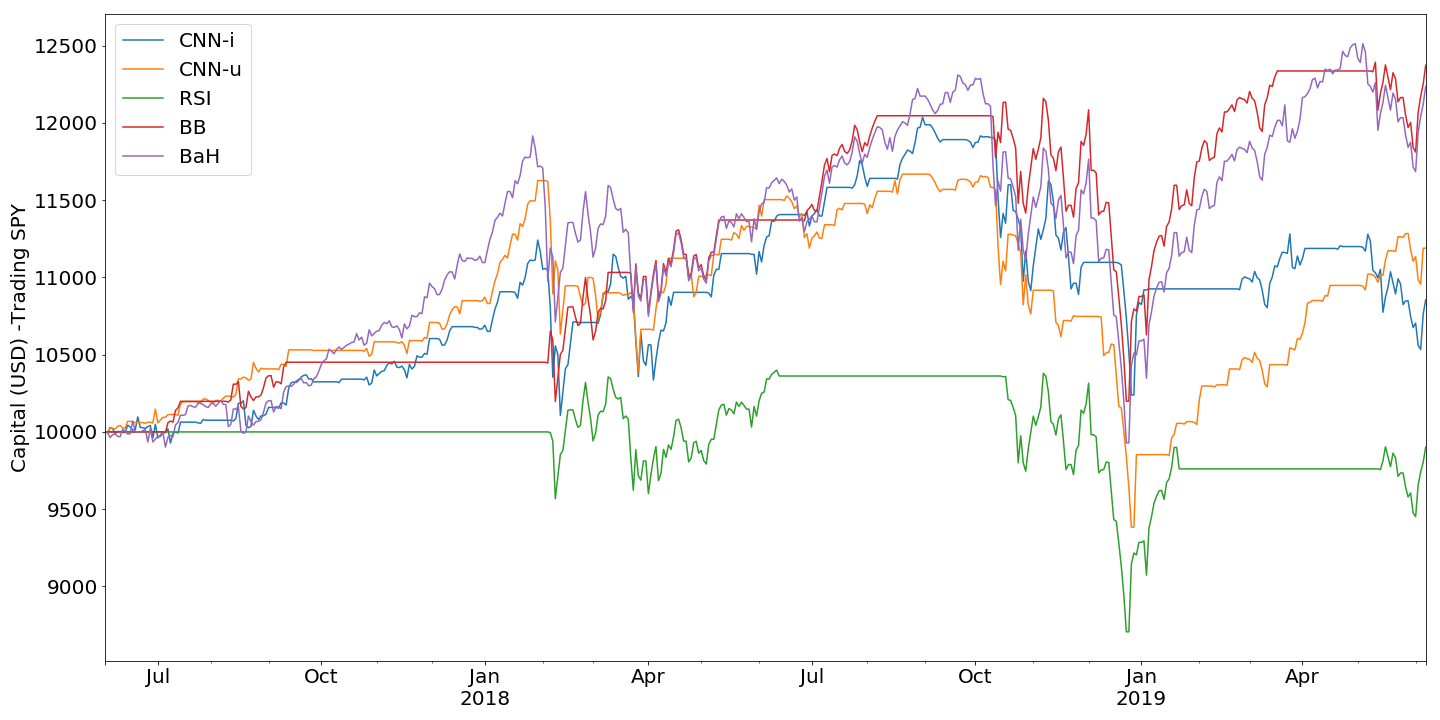 12500
12000
11500
11000
10500
10000
9500
9000
Capital (USD) -Trading SPY
CNN-i
CNN-u
RSI
BB
BaH
Jul
Oct
Jan
2018
Apr
Jul
Oct
Jan
2019
Apr